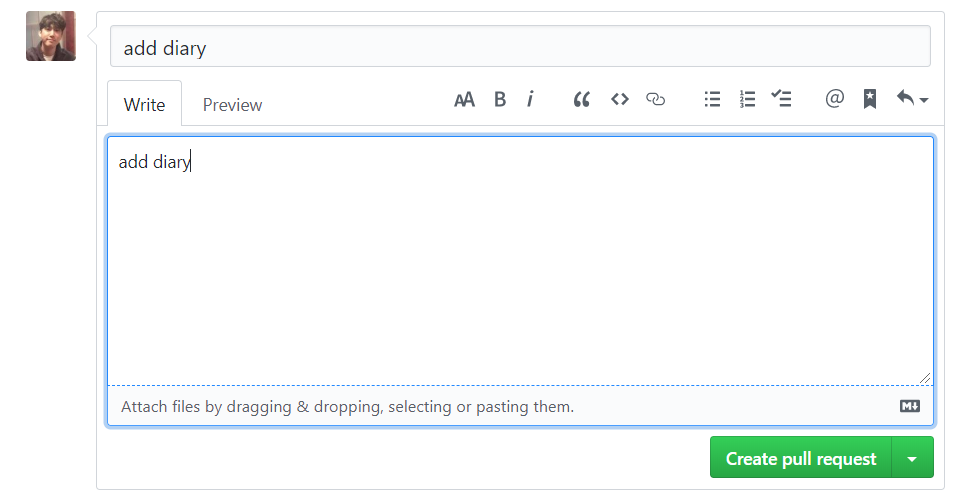 add diary
Write Preview AA B i @
add diary
Attach files by dragging & dropping, selecting or pasting them. M
Create pull request